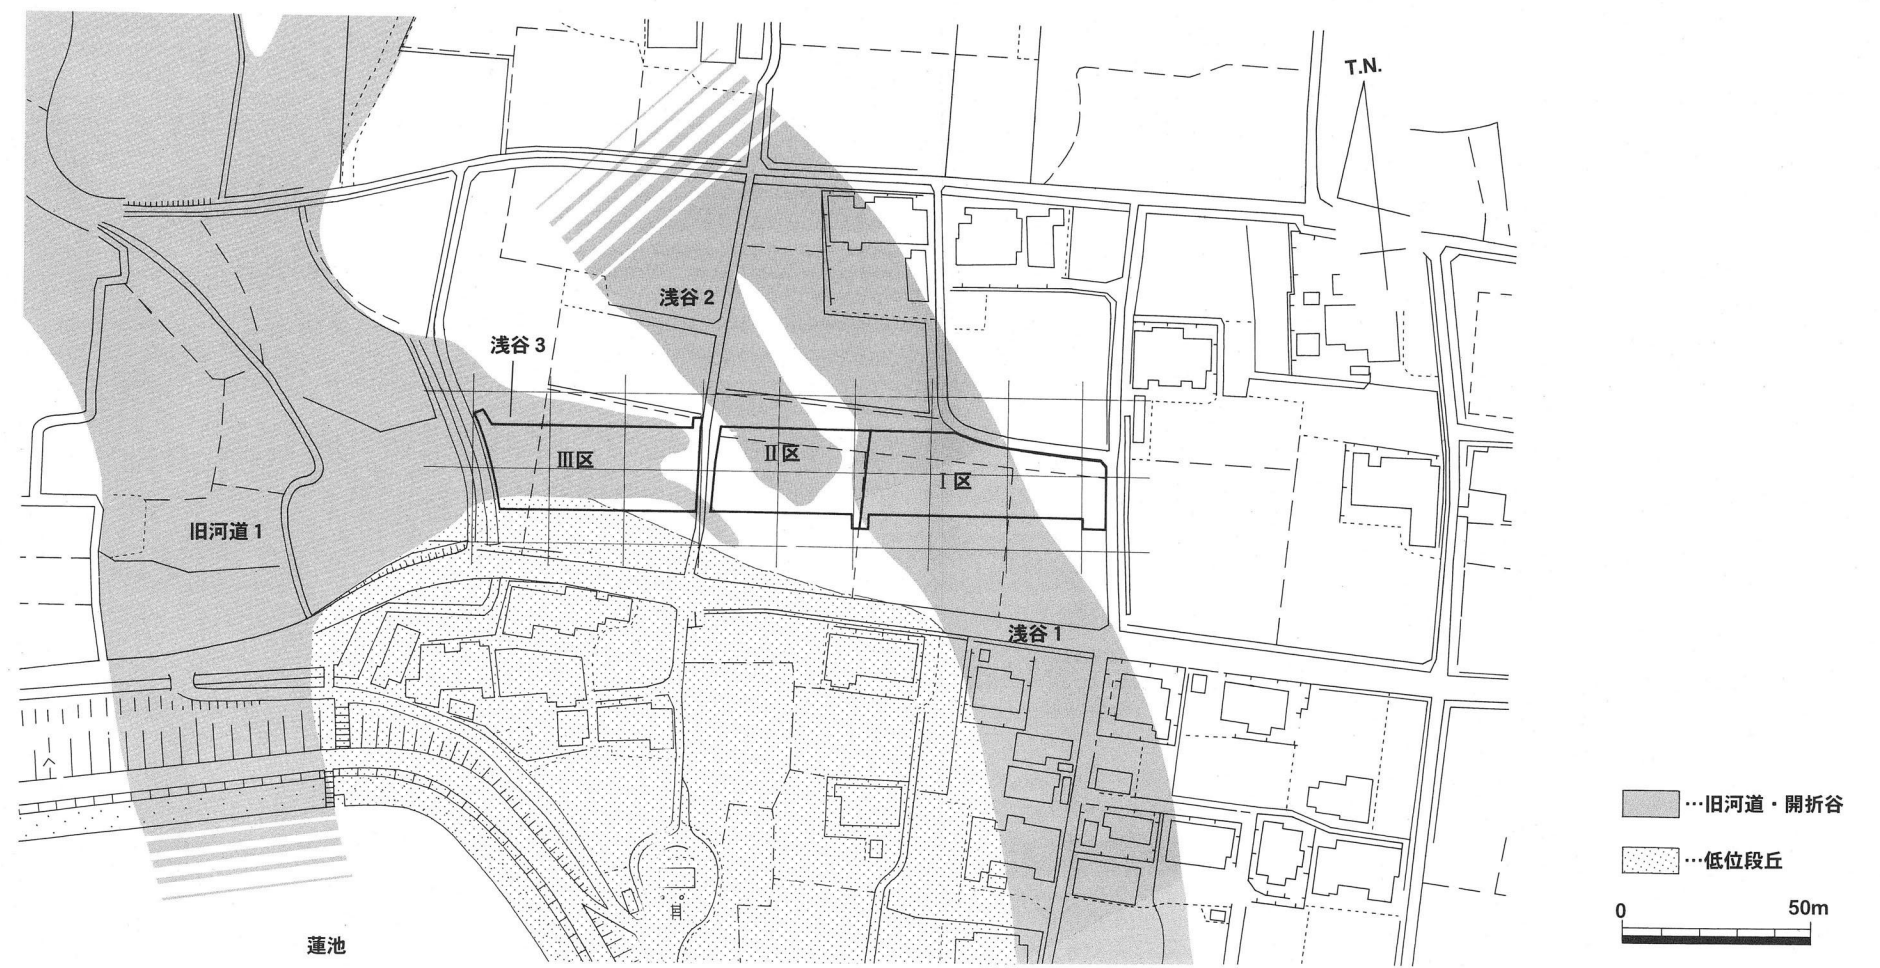 T.N.
浅谷 2
浅谷 3
Ⅲ区
Ⅱ区
Ⅰ区
旧河道 1
浅谷 1
…旧河道・開折谷
…低位段丘
0 50m
蓮池